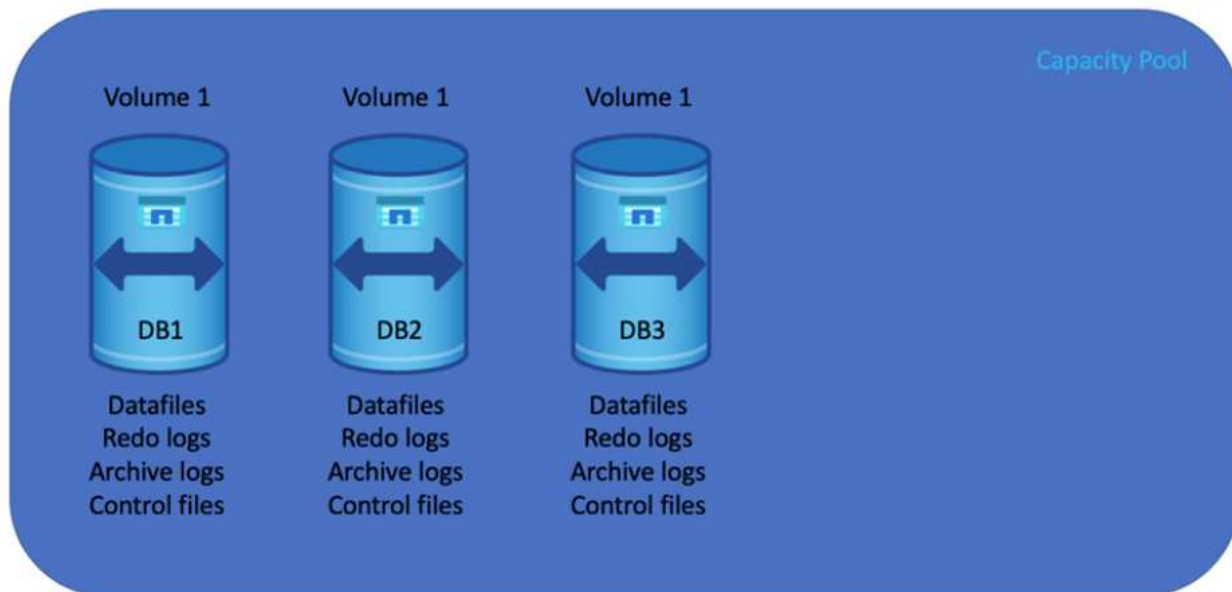 Capacity Pool
Volume 1
Volume 1
Volume 1
DB1
DB2
DB3
Datafiles
Redo logs
Archive logs
Control files
Datafiles
Redo logs
Archive logs
Control files
Datafiles
Redo logs
Archive logs
Control files